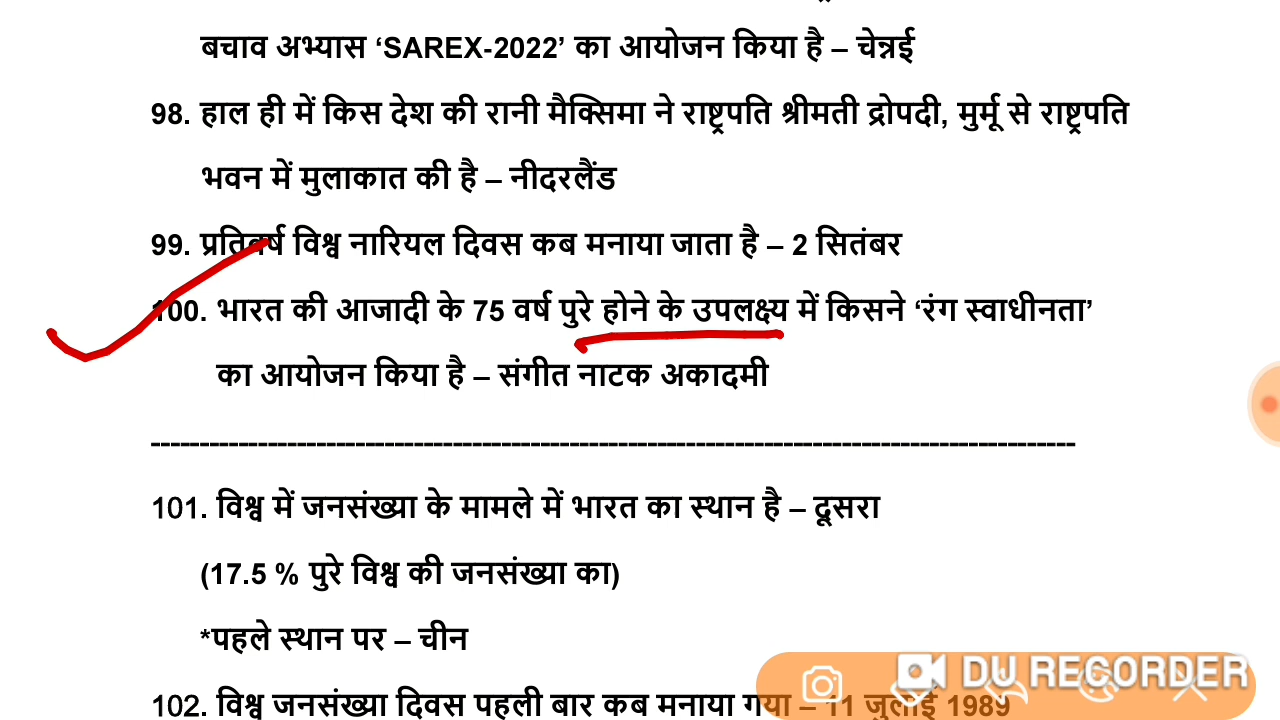 बचाव अभ्यास ‘SAREX-2022’ का आयोजन किया है – चेन्नई
98. हाल ही में किस देश की रानी मैक्सिमा ने राष्ट्रपति श्रीमती द्रोपदी, मुर्मू से राष्ट्रपति
भवन में मुलाकात की है – नीदरलैंड
99. प्रतिवर्ष विश्व नारियल दिवस कब मनाया जाता है – 2 सितंबर
100. भारत की आजादी के 75 वर्ष पुरे होने के उपलक्ष्य में किसने ‘रंग स्वाधीनता’
का आयोजन किया है – संगीत नाटक अकादमी
101. विश्व में जनसंख्या के मामले में भारत का स्थान है – दूसरा
(17.5 % पुरे विश्व की जनसंख्या का)
*पहले स्थान पर – चीन
DU RECORDER
102. विश्व जनसंख्या दिवस पहली बार कब मनाया गया – 11 जुलाई 1989